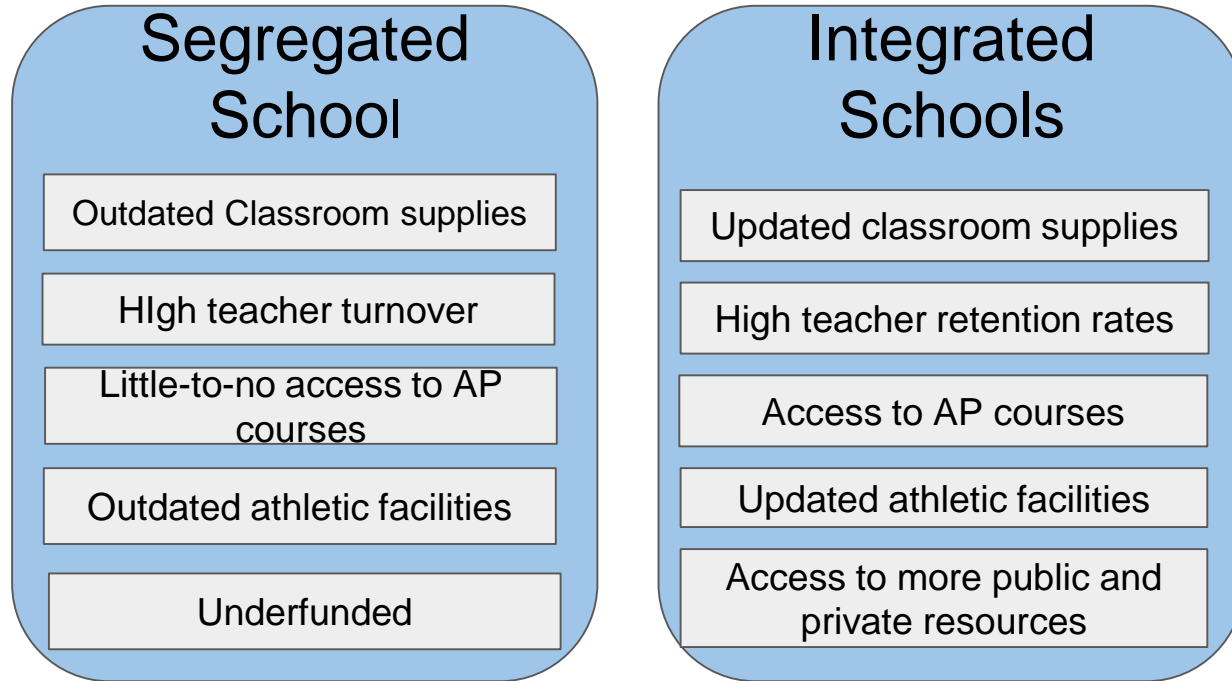 Segregated
School
Outdated Classroom supplies
HIgh teacher turnover
Little-to-no access to AP
courses
Outdated athletic facilities
Underfunded
Integrated
Schools
Updated classroom supplies
High teacher retention rates
Access to AP courses
Updated athletic facilities
Access to more public and
private resources